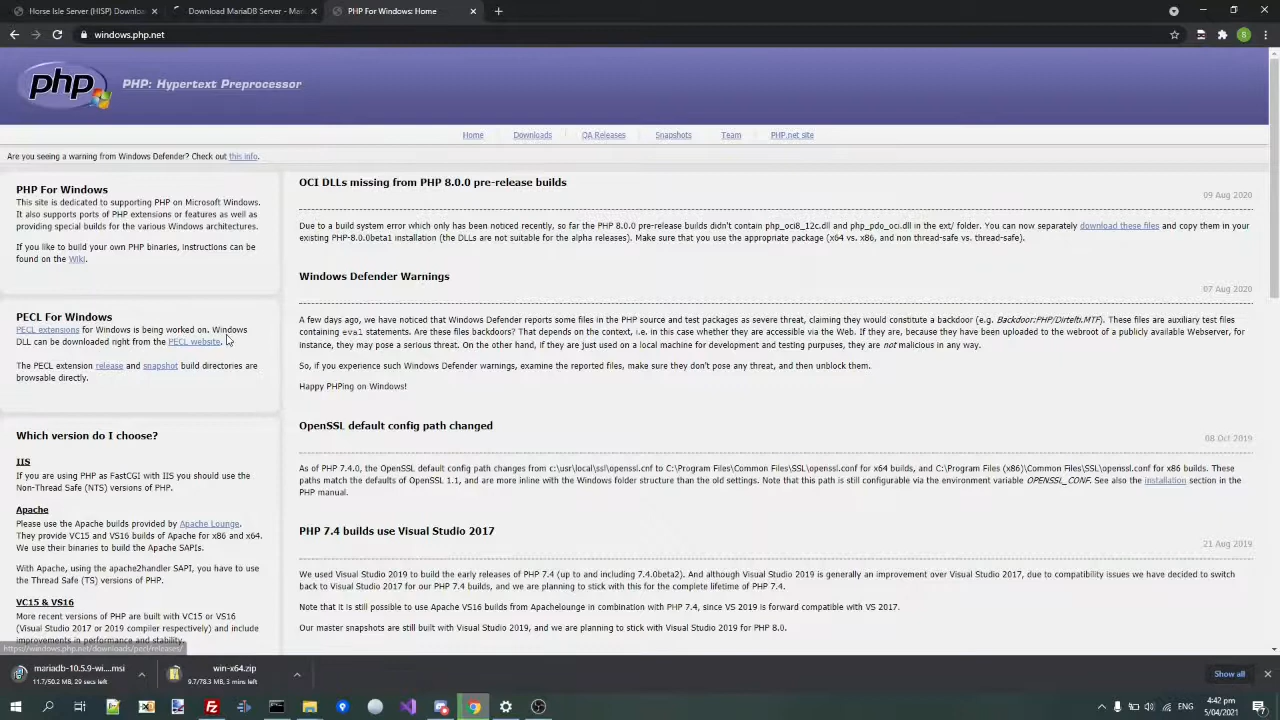 Horse Isle Server (HISP) Downloa
Download MariaDB Server - Mar
PHP For Windows: Home
windows.php.net
S
php
PHP: Hypertext Preprocessor
Home
Downloads
QA Releases
Snapshots
Team
PHP.net site
Are you seeing a warning from Windows Defender? Check out this info.
PHP For Windows
This site is dedicated to supporting PHP on Microsoft Windows.
It also supports ports of PHP extensions or features as well as
providing special builds for the various Windows architectures.
If you like to build your own PHP binaries, instructions can be
found on the Wiki.
PECL For Windows
PECL extensions for Windows is being worked on. Windows
DLL can be downloaded right from the PECL website.
The PECL extension release and snapshot build directories are
browsable directly.
Which version do I choose?
IIS
If you are using PHP as FastCGI with IIS you should use the
Non-Thread Safe (NTS) versions of PHP.
Apache
Please use the Apache builds provided by Apache Lounge.
They provide VC15 and VS16 builds of Apache for x86 and x64.
We use their binaries to build the Apache SAPIs.
With Apache, using the apache2handler SAPI, you have to use
the Thread Safe (TS) versions of PHP.
VC15 & VS16
More recent versions of PHP are built with VC15 or VS16
(Visual Studio 2017 or 2019 compiler respectively) and include
improvements in performance and stability.
OCI DLLs missing from PHP 8.0.0 pre-release builds
09 Aug 2020
Due to a build system error which only has been noticed recently, so far the PHP 8.0.0 pre-release builds didn't contain php_oci8_12c.dll and php_pdo_oci.dll in the ext/ folder. You can now separately download these files and copy them in your
existing PHP-8.0.0beta1 installation (the DLLs are not suitable for the alpha releases). Make sure that you use the appropriate package (x64 vs. x86, and non thread-safe vs. thread-safe).
Windows Defender Warnings
07 Aug 2020
A few days ago, we have noticed that Windows Defender reports some files in the PHP source and test packages as severe threat, claiming they would constitute a backdoor (e.g. Backdoor:PHP/Dirtelti.MTF). These files are auxiliary test files
containing eval statements. Are these files backdoors? That depends on the context, i.e. in this case whether they are accessible via the Web. If they are, because they have been uploaded to the webroot of a publicly available Webserver, for
instance, they may pose a serious threat. On the other hand, if they are just used on a local machine for development and testing purposes, they are not malicious in any way.
So, if you experience such Windows Defender warnings, examine the reported files, make sure they don't pose any threat, and then unblock them.
Happy PHPing on Windows!
OpenSSL default config path changed
08 Oct 2019
As of PHP 7.4.0, the OpenSSL default config path changes from c:\usr\local\ssl\openssl.cnf to C:\Program Files\Common Files\SSL\openssl.conf for x64 builds, and C:\Program Files (x86)\Common Files\SSL\openssl.conf for x86 builds. These
paths match the defaults of OpenSSL 1.1, and are more inline with the Windows folder structure than the old settings. Note that this path is still configurable via the environment variable OPENSSL_CONF. See also the installation section in the
PHP manual.
PHP 7.4 builds use Visual Studio 2017
21 Aug 2019
We used Visual Studio 2019 to build the early releases of PHP 7.4 (up to and including 7.4.0beta2). And although Visual Studio 2019 is generally an improvement over Visual Studio 2017, due to compatibility issues we have decided to switch
back to Visual Studio 2017 for our PHP 7.4 builds, and we are planning to stick with this for the complete lifetime of PHP 7.4.
Note that it is still possible to use Apache VS16 builds from Apachelounge in combination with PHP 7.4, since VS 2019 is forward compatible with VS 2017.
Our master snapshots are still built with Visual Studio 2019, and we are planning to stick with Visual Studio 2019 for PHP 8.0.
https://windows.php.net/downloads/pecl/releases/
mariadb-10.5.9-wi....msi
11.7/50.2 MB, 29 secs left
win-x64.zip
9.7/78.3 MB, 3 mins left
Show all
ENG
4:42 pm
5/04/2021